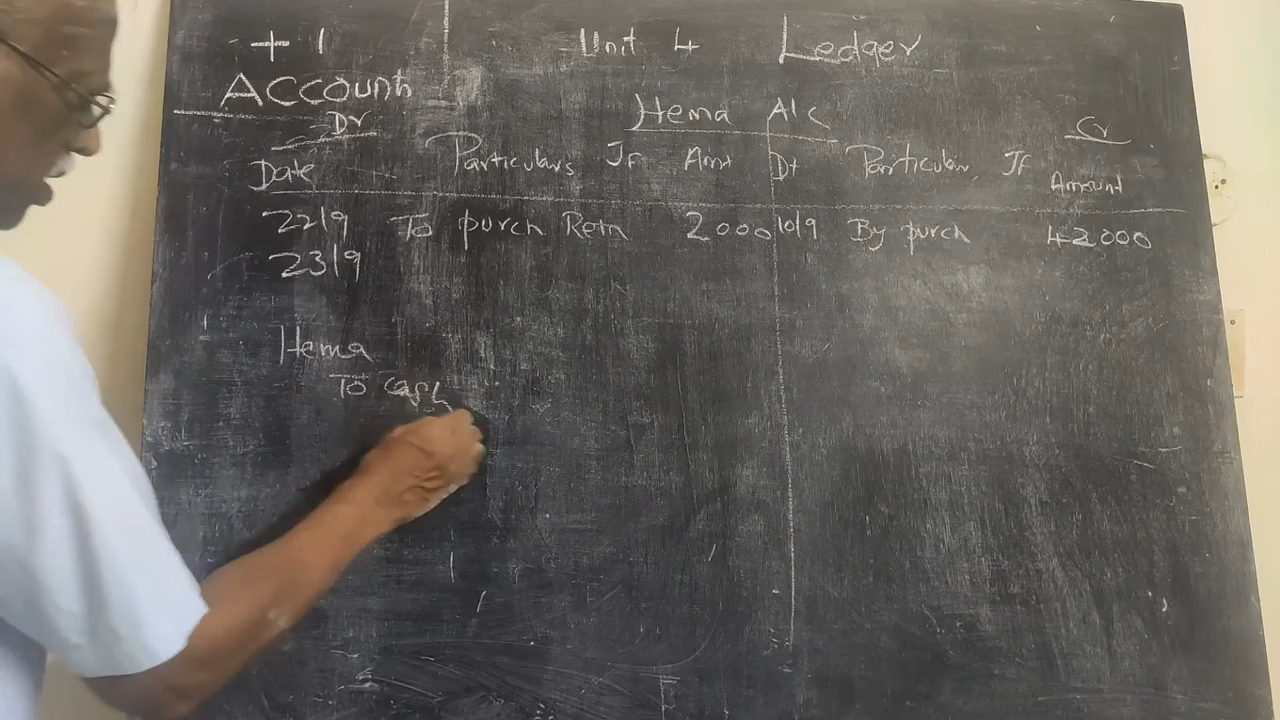 +1 Unit 4 Ledger
ACCOUNT
Hema A/c
Dr Cr
Date Particulars JF Amt Dt Particular JF Amount
22/9 To purch Retn 2000 10/9 By purch 42,000
23/9
Hema
To cash